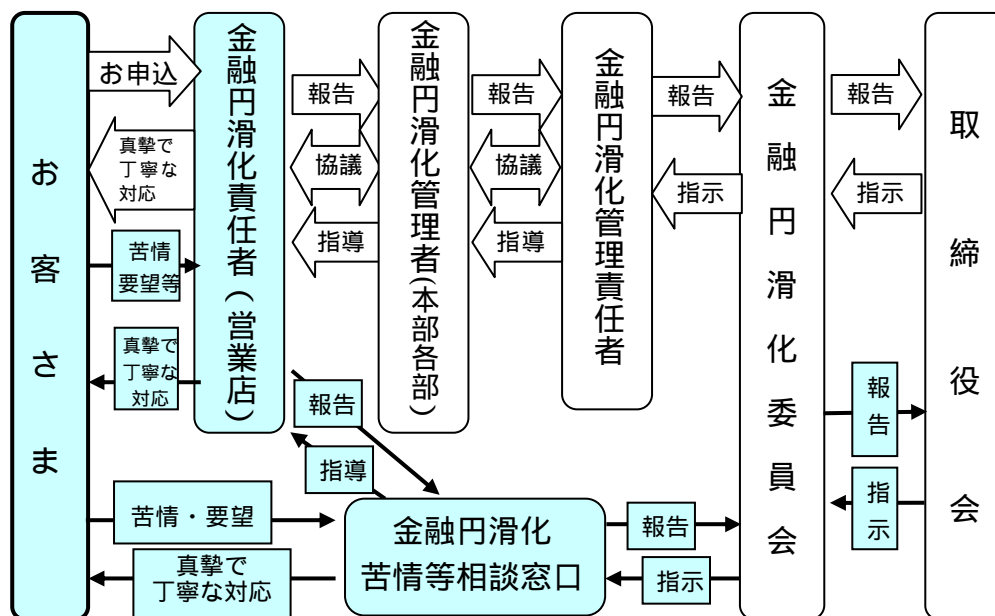 お客さま
お申込
真摯で
丁寧な
対応
苦情
要望等
真摯で
丁寧な
対応
苦情・要望
真摯で
丁寧な対応
金融円滑化責任者(営業店)
報告
協議
指導
報告
指導
金融円滑化管理者(本部各部)
報告
協議
指導
金融円滑化管理責任者
報告
指示
金融円滑化
苦情等相談窓口
報告
指示
金融円滑化委員会
報告
指示
報告
指示
取締役会